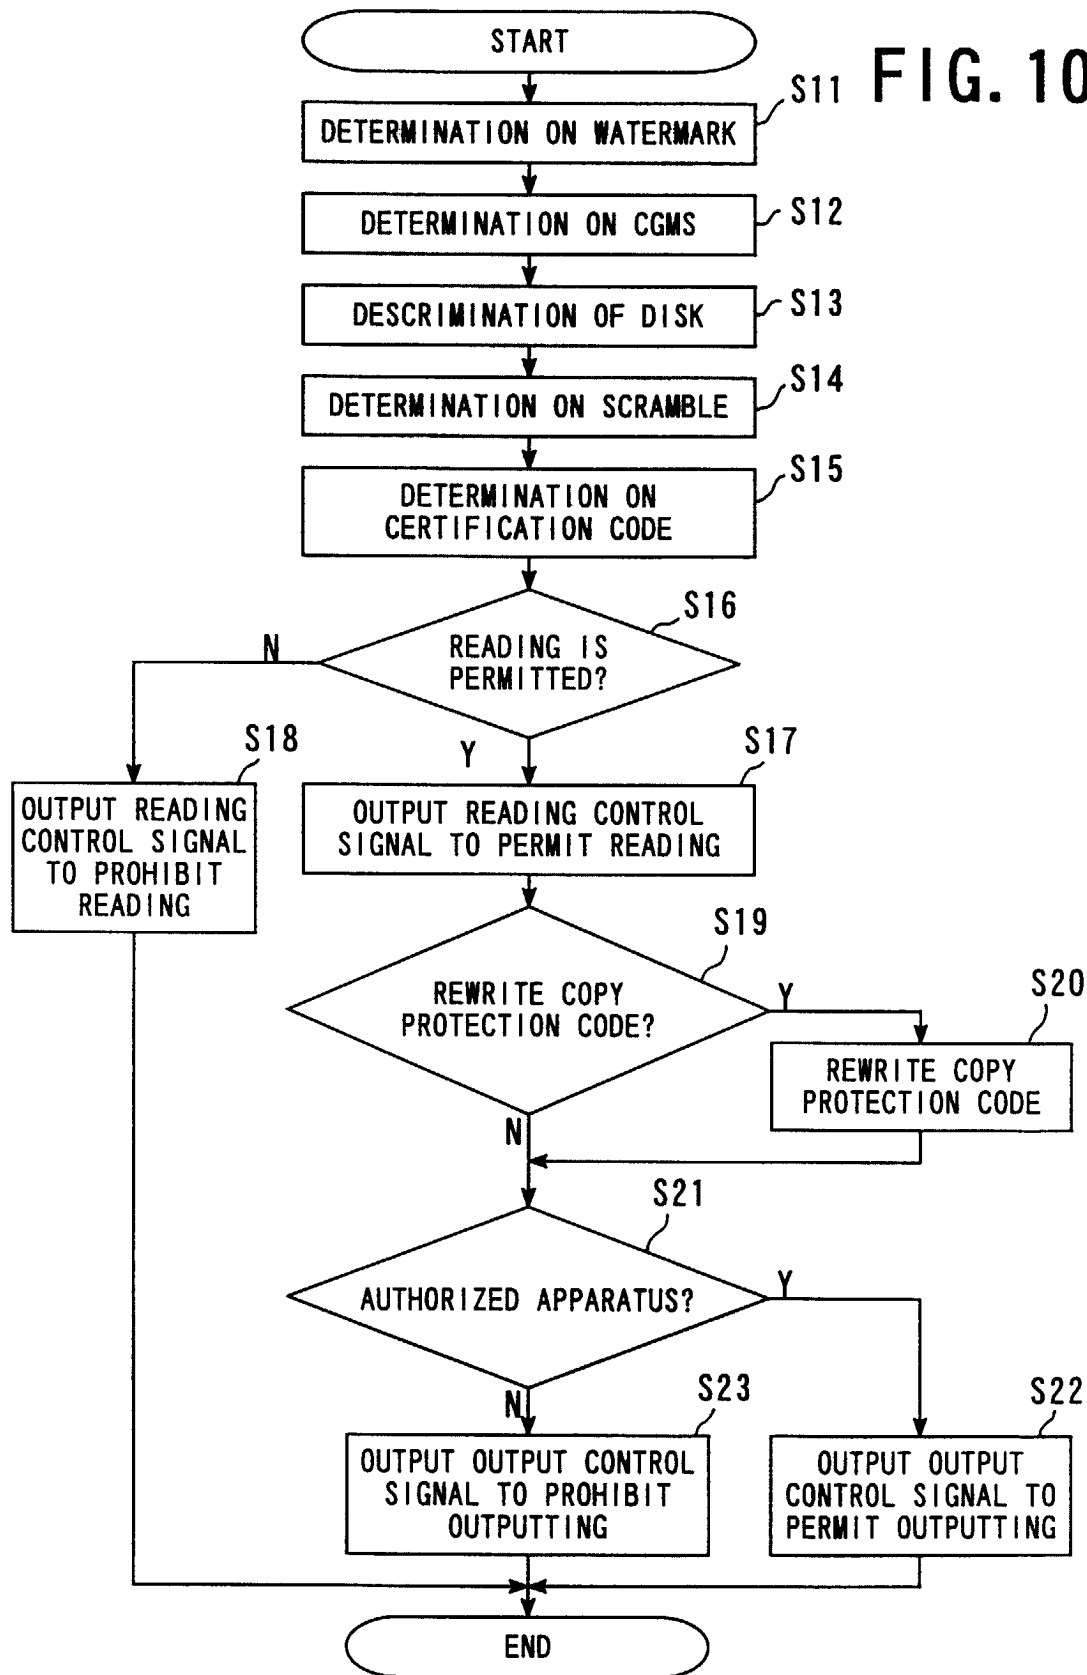 START
FIG. 10
S11
DETERMINATION ON WATERMARK
S12
DETERMINATION ON CGMS
S13
DESCRIMINATION OF DISK
S14
DETERMINATION ON SCRAMBLE
S15
DETERMINATION ON
CERTIFICATION CODE
S16
READING IS
PERMITTED?
N
Y
S18
OUTPUT READING
CONTROL SIGNAL
TO PROHIBIT
READING
S17
OUTPUT READING CONTROL
SIGNAL TO PERMIT READING
S19
REWRITE COPY
PROTECTION CODE?
Y
N
S20
REWRITE COPY
PROTECTION CODE
S21
AUTHORIZED APPARATUS?
Y
N
S23
OUTPUT OUTPUT CONTROL
SIGNAL TO PROHIBIT
OUTPUTTING
S22
OUTPUT OUTPUT
CONTROL SIGNAL TO
PERMIT OUTPUTTING
END